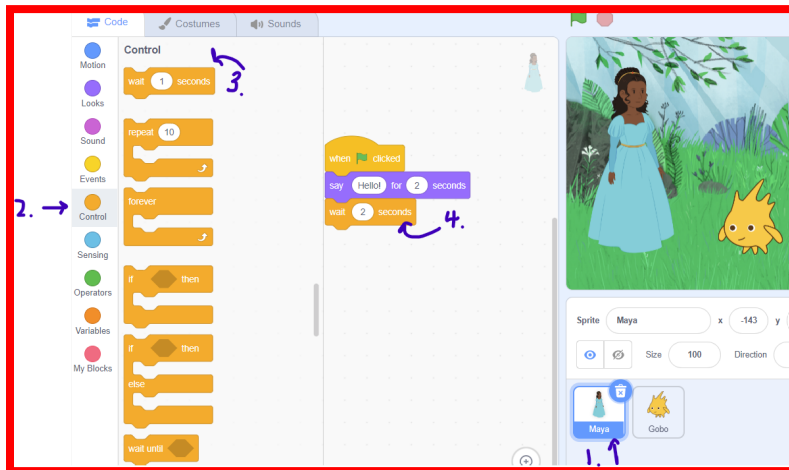 Code Costumes Sounds
Motion
Looks
Sound
Events
Control
Sensing
Operators
Variables
My Blocks
2.
Control
wait 1 seconds
3.
repeat 10
forever
if then
if then
else
wait until
when clicked
say Hello! for 2 seconds
wait 2 seconds
4.
Sprite Maya x -143 y
Size 100 Direction
Maya Gobo
1.